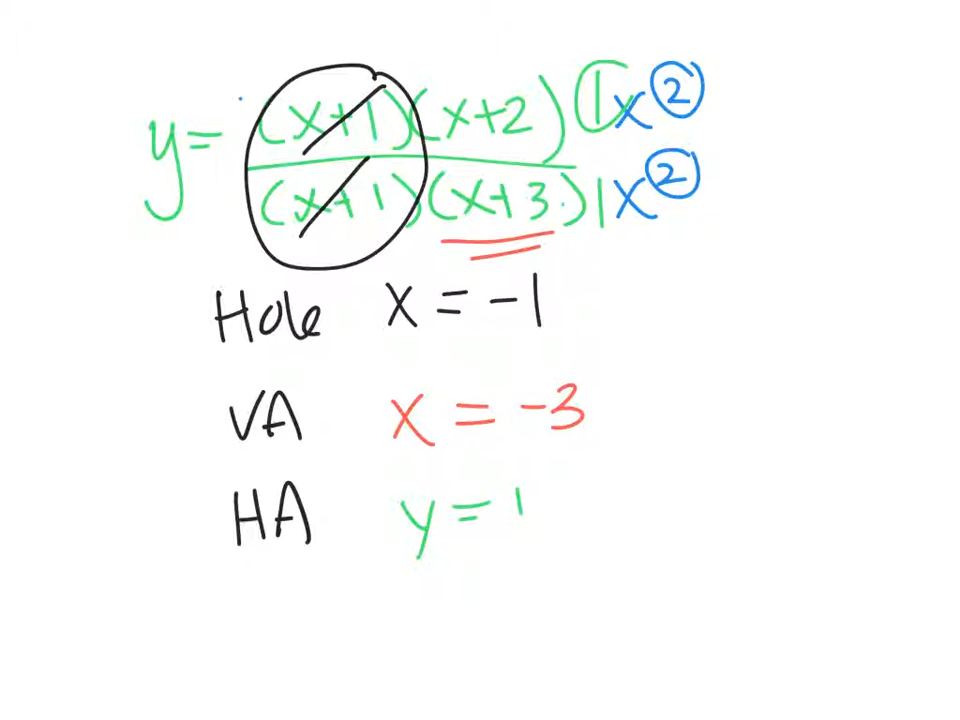 y = (x+1)(x+2) 1x²
(x+1)(x+3) 1x²
Hole x = -1
VA x = -3
HA y = 1